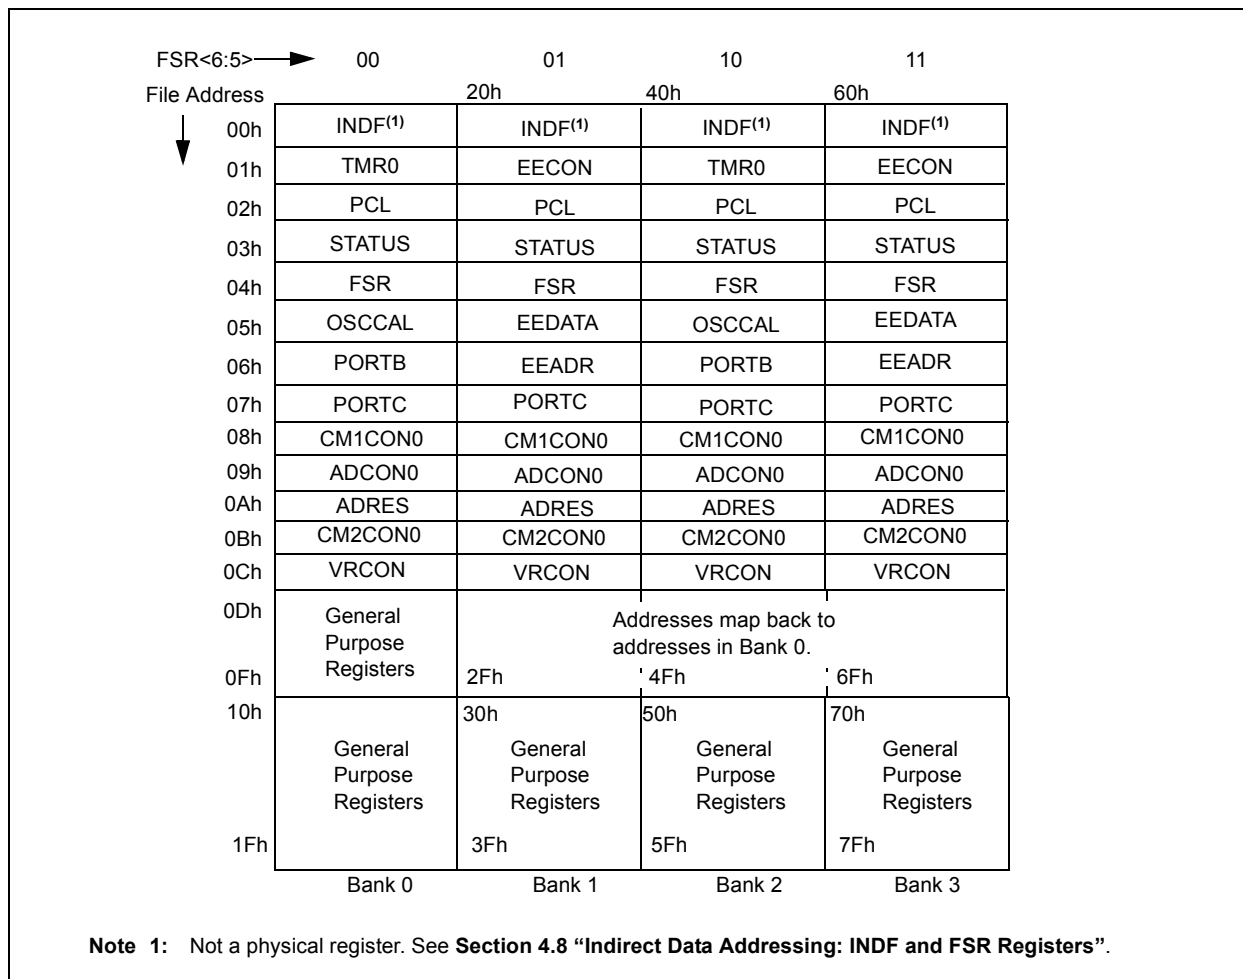 FSR<6:5> 00 01 10 11
File Address 20h 40h 60h
00h INDF(1) INDF(1) INDF(1) INDF(1)
01h TMR0 EECON TMR0 EECON
02h PCL PCL PCL PCL
03h STATUS STATUS STATUS STATUS
04h FSR FSR FSR FSR
05h OSCCAL EEDATA OSCCAL EEDATA
06h PORTB EEADR PORTB EEADR
07h PORTC PORTC PORTC PORTC
08h CM1CON0 CM1CON0 CM1CON0 CM1CON0
09h ADCON0 ADCON0 ADCON0 ADCON0
0Ah ADRES ADRES ADRES ADRES
0Bh CM2CON0 CM2CON0 CM2CON0 CM2CON0
0Ch VRCON VRCON VRCON VRCON
0Dh General Addresses map back to
Purpose addresses in Bank 0.
0Fh Registers 2Fh 4Fh 6Fh
10h 30h 50h 70h
General General General General
Purpose Purpose Purpose Purpose
Registers Registers Registers Registers
1Fh 3Fh 5Fh 7Fh
Bank 0 Bank 1 Bank 2 Bank 3
Note 1: Not a physical register. See Section 4.8 “Indirect Data Addressing: INDF and FSR Registers”.